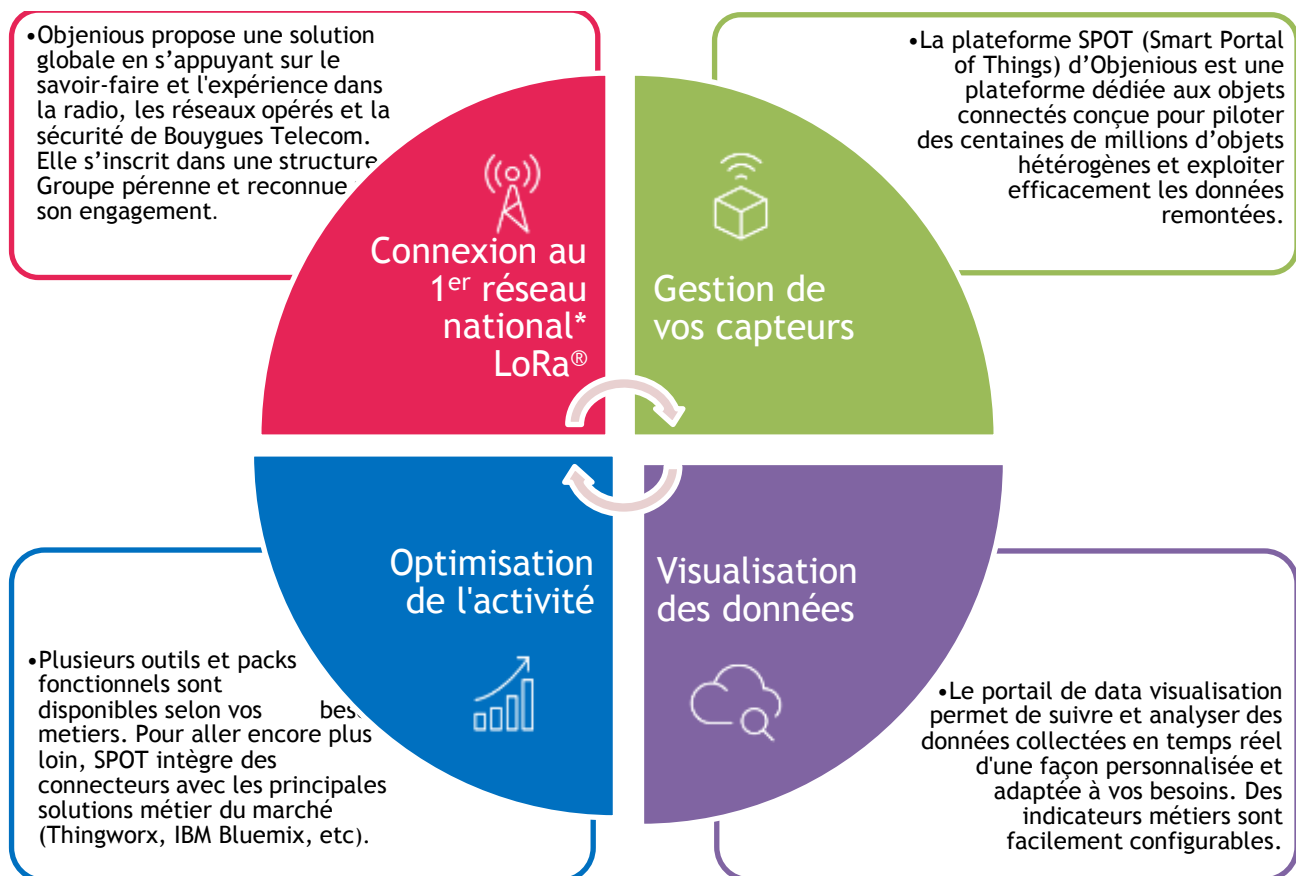 •Objenious propose une solution
globale en s’appuyant sur le
savoir-faire et l'expérience dans
la radio, les réseaux opérés et la
sécurité de Bouygues Telecom.
Elle s’inscrit dans une structure
Groupe pérenne et reconnue
son engagement.
Connexion au
1er réseau
national*
LoRa®
•La plateforme SPOT (Smart Portal
of Things) d’Objenious est une
plateforme dédiée aux objets
connectés conçue pour piloter
des centaines de millions d’objets
hétérogènes et exploiter
efficacement les données
remontées.
Gestion de
vos capteurs
Optimisation
de l'activité
•Plusieurs outils et packs
fonctionnels sont
disponibles selon vos
metiers. Pour aller encore plus
loin, SPOT intègre des
connecteurs avec les principales
solutions métier du marché
(Thingworx, IBM Bluemix, etc).
Visualisation
des données
•Le portail de data visualisation
permet de suivre et analyser des
données collectées en temps réel
d'une façon personnalisée et
adaptée à vos besoins. Des
indicateurs métiers sont
facilement configurables.